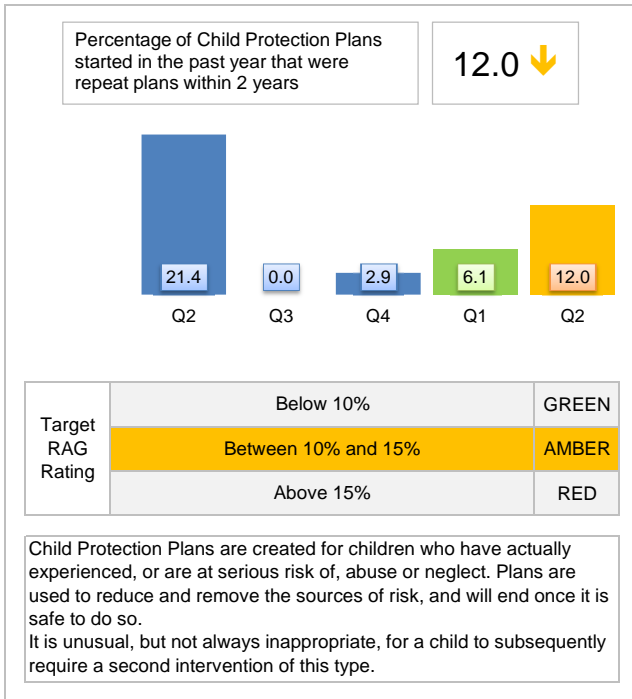 Percentage of Child Protection Plans
started in the past year that were
repeat plans within 2 years
12.0
21.4 0.0 2.9 6.1 12.0
Q2 Q3 Q4 Q1 Q2
Target
RAG
Rating
Below 10% GREEN
Between 10% and 15% AMBER
Above 15% RED
Child Protection Plans are created for children who have actually
experienced, or are at serious risk of, abuse or neglect. Plans are
used to reduce and remove the sources of risk, and will end once it is
safe to do so.
It is unusual, but not always inappropriate, for a child to subsequently
require a second intervention of this type.